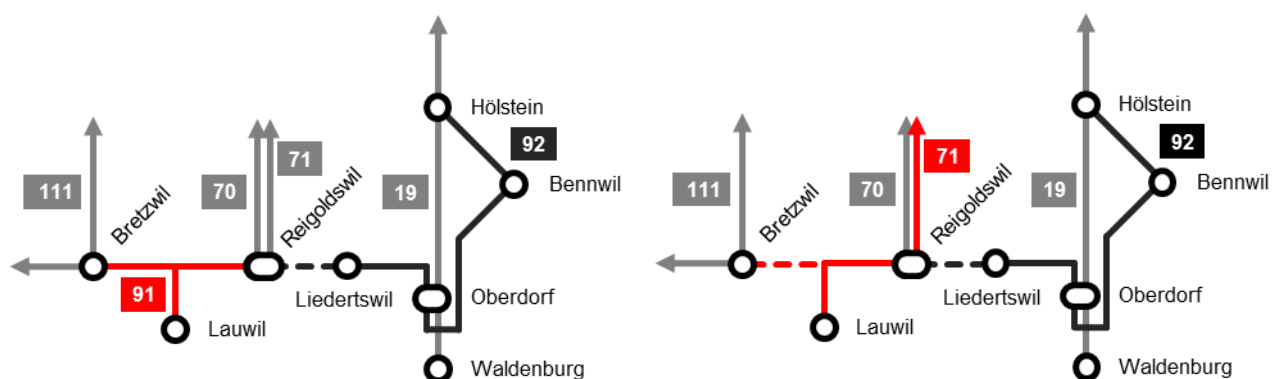 Hölstein
92
71
111
70
19
Bennwil
Bretzwil
Reigoldswil
91
Liedertswil
Oberdorf
Lauwil
Waldenburg
Hölstein
92
71
111
70
19
Bennwil
Bretzwil
Reigoldswil
Liedertswil
Oberdorf
Lauwil
Waldenburg